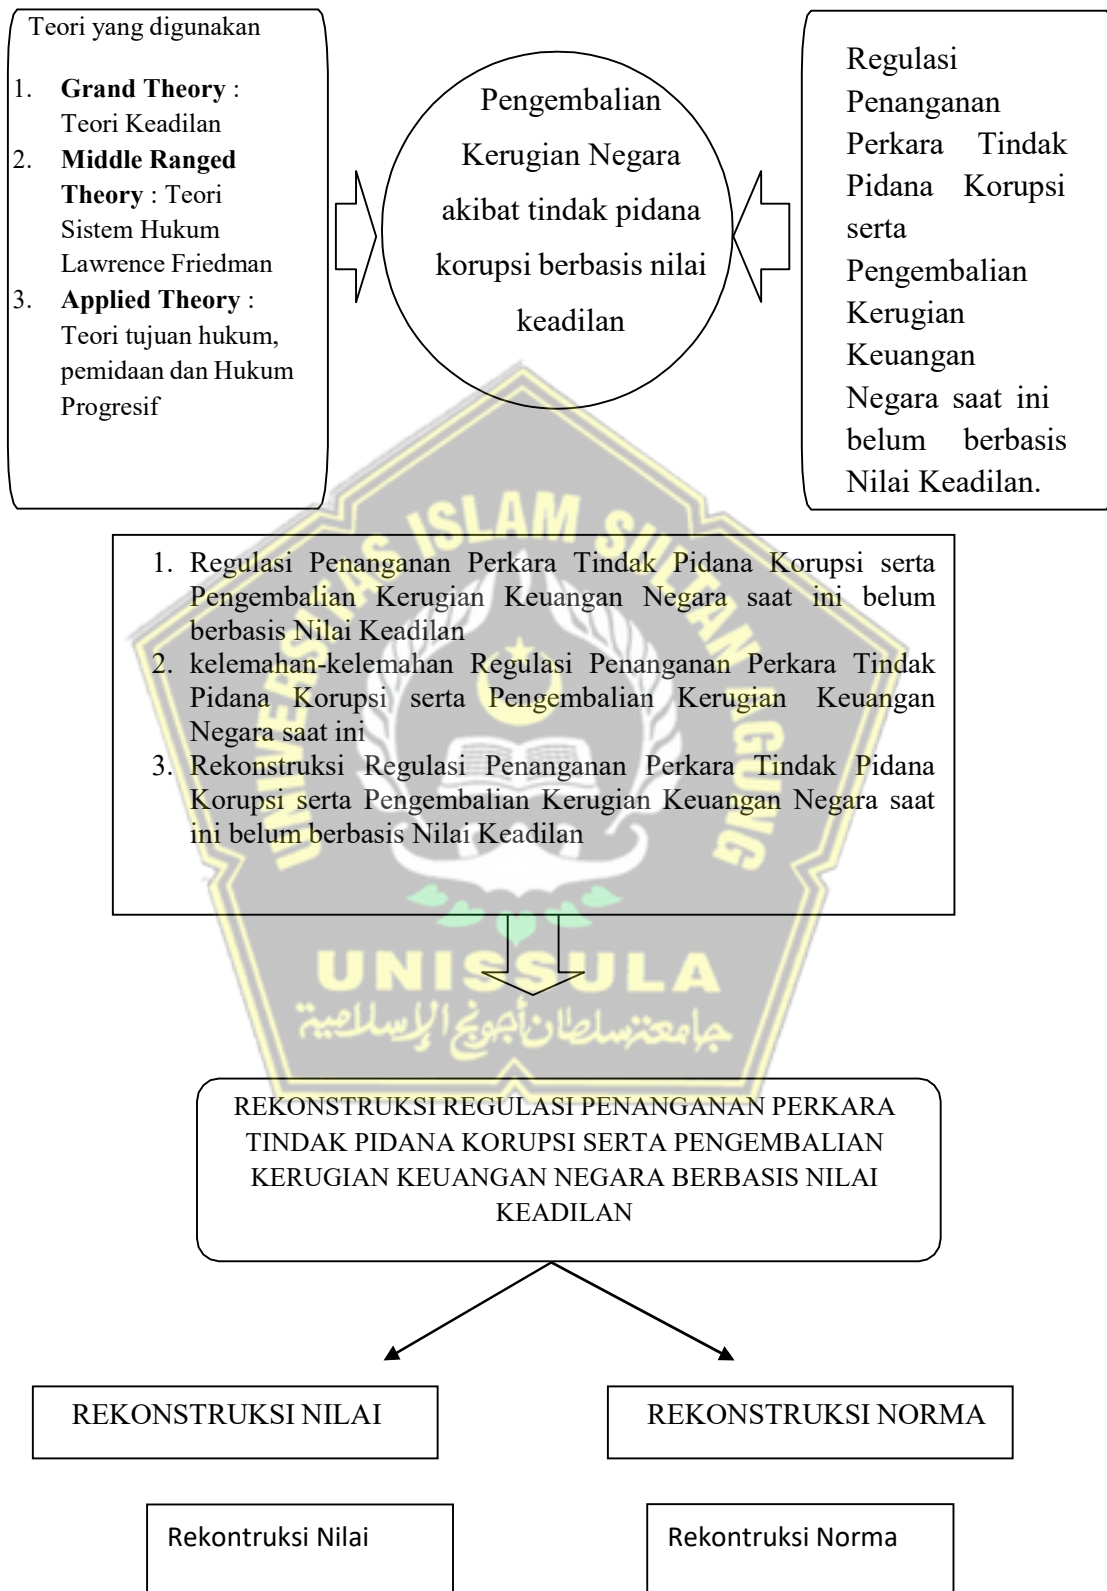 Teori yang digunakan
1. Grand Theory :
Teori Keadilan
2. Middle Ranged
Theory : Teori
Sistem Hukum
Lawrence Friedman
3. Applied Theory :
Teori tujuan hukum,
pemidaan dan Hukum
Progresif
Pengembalian
Kerugian Negara
akibat tindak pidana
korupsi berbasis nilai
keadilan
Regulasi
Penanganan
Perkara Tindak
Pidana Korupsi
serta
Pengembalian
Kerugian
Keuangan
Negara saat ini
belum berbasis
Nilai Keadilan.
1. Regulasi Penanganan Perkara Tindak Pidana Korupsi serta
Pengembalian Kerugian Keuangan Negara saat ini belum
berbasis Nilai Keadilan
2. kelemahan-kelemahan Regulasi Penanganan Perkara Tindak
Pidana Korupsi serta Pengembalian Kerugian Keuangan
Negara saat ini
3. Rekonstruksi Regulasi Penanganan Perkara Tindak Pidana
Korupsi serta Pengembalian Kerugian Keuangan Negara saat
ini belum berbasis Nilai Keadilan
UNIVERSITAS ISLAM SULTAN AGUNG
UNISSULA
جامعة سلطان أجونج الإسلامية
REKONSTRUKSI REGULASI PENANGANAN PERKARA
TINDAK PIDANA KORUPSI SERTA PENGEMBALIAN
KERUGIAN KEUANGAN NEGARA BERBASIS NILAI
KEADILAN
REKONSTRUKSI NILAI
REKONSTRUKSI NORMA
Rekontruksi Nilai
Rekontruksi Norma